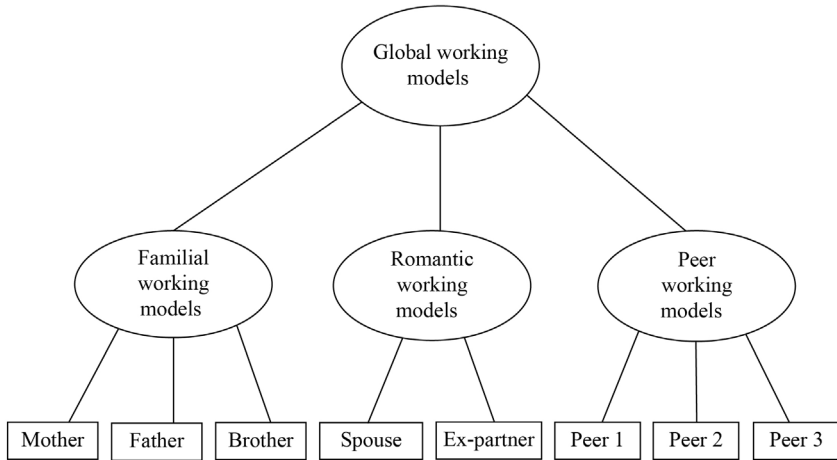 Global working
models
Familial
working
models
Romantic
working
models
Peer
working
models
Mother
Father
Brother
Spouse
Ex-partner
Peer 1
Peer 2
Peer 3